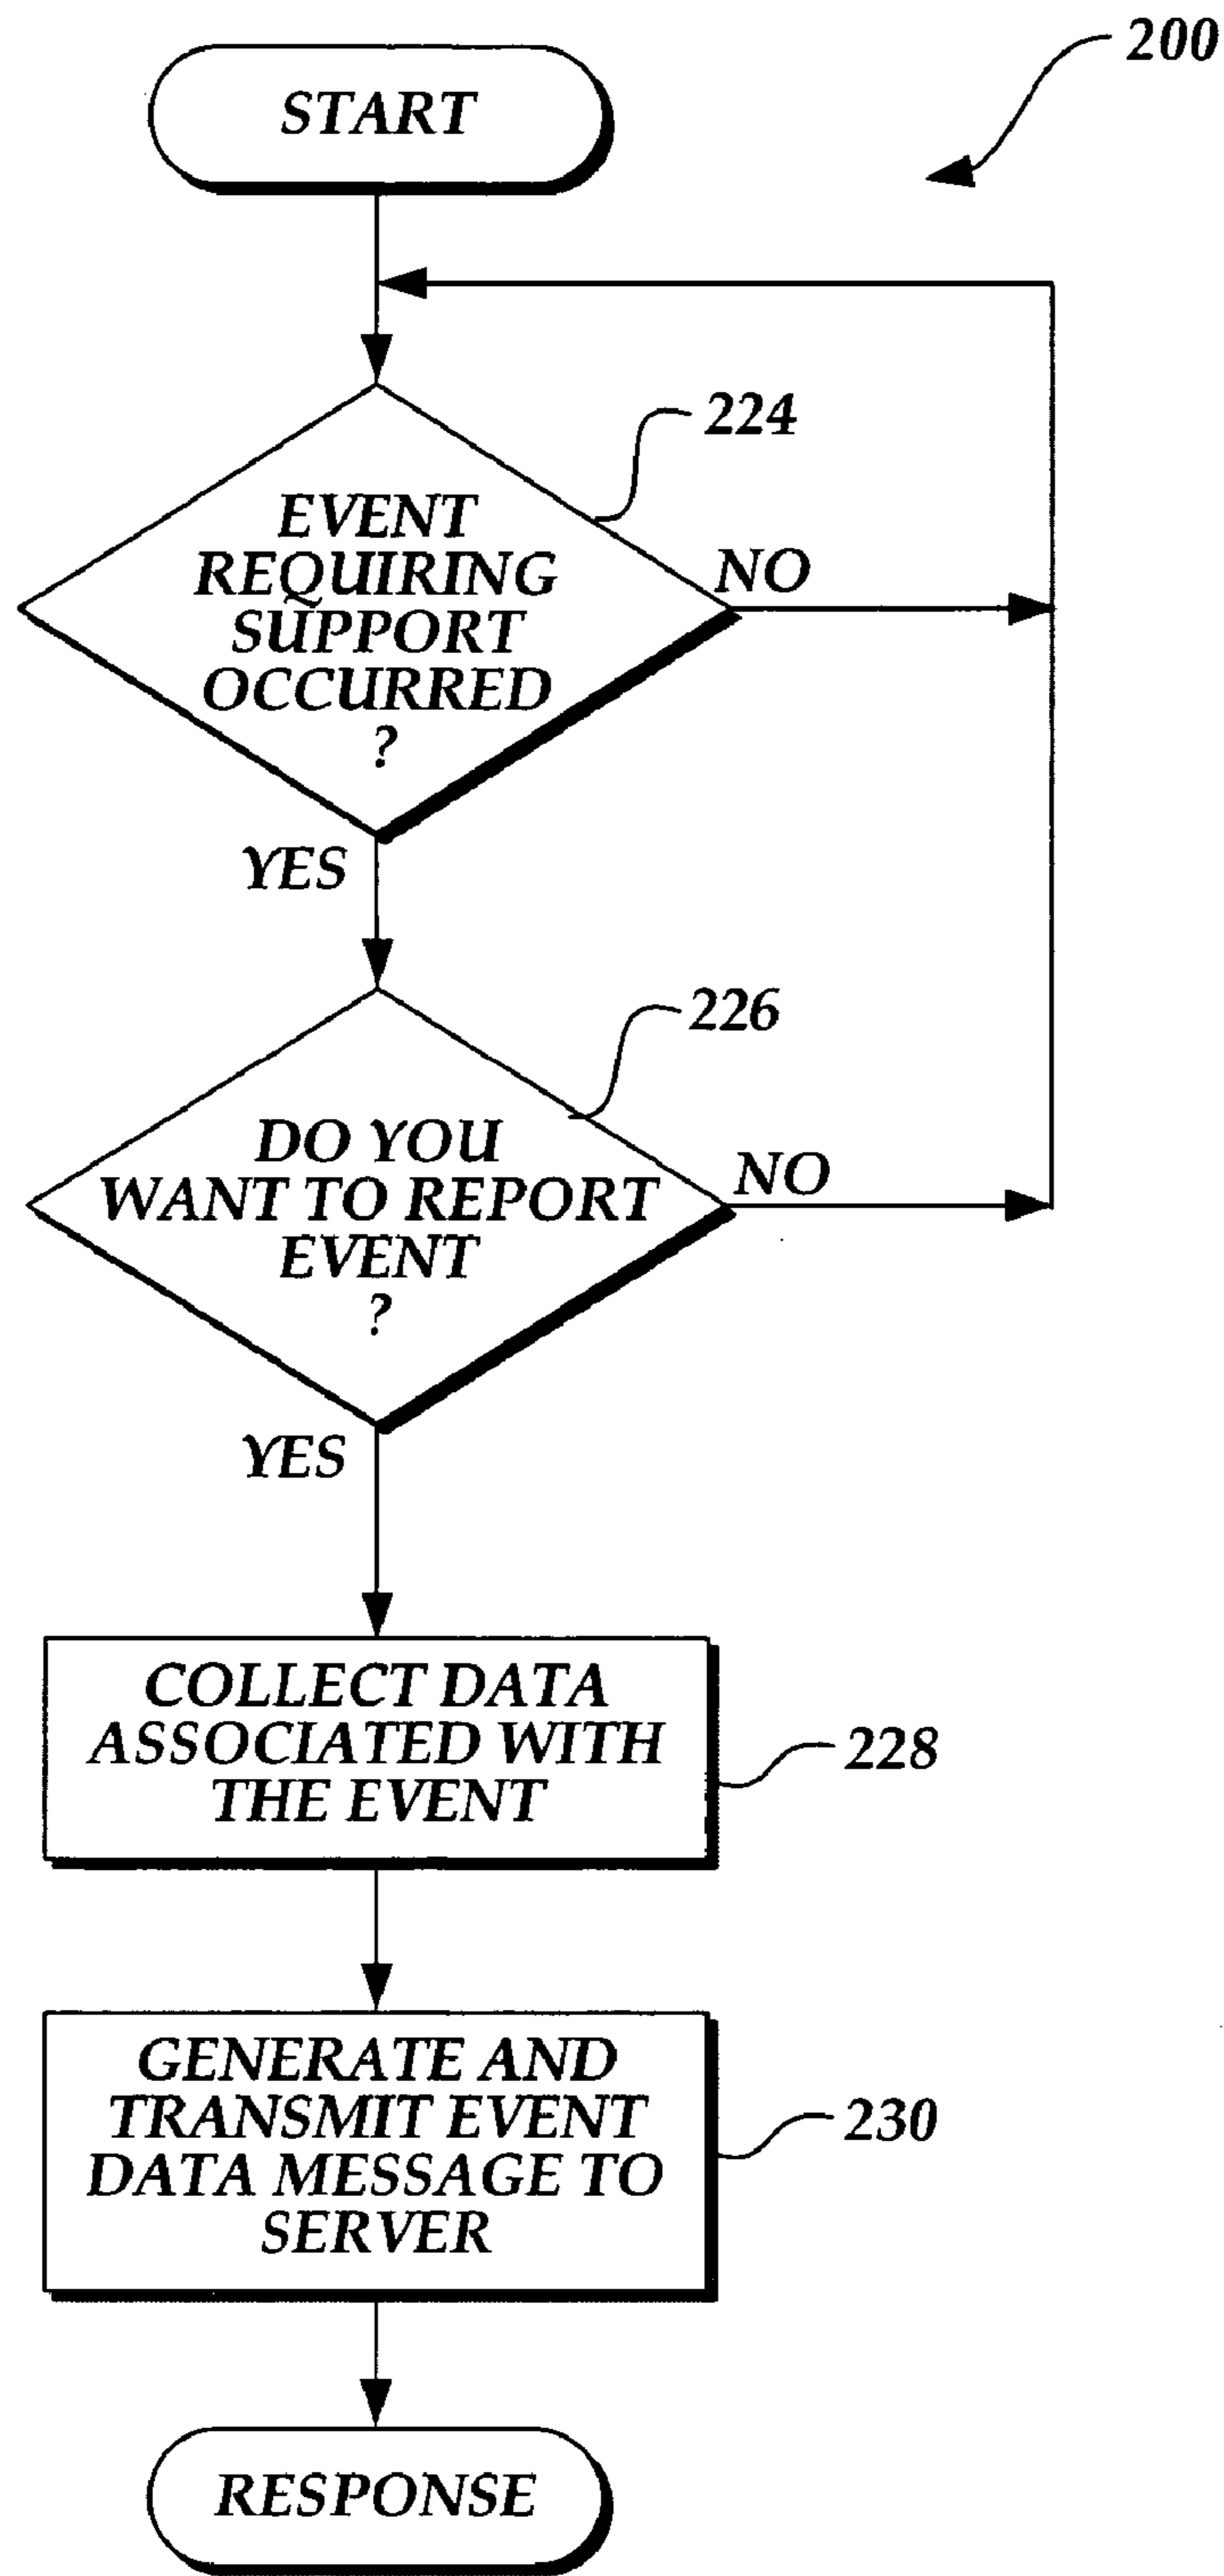 200
START
224
EVENT
REQUIRING
SUPPORT
OCCURRED
?
NO
YES
226
DO YOU
WANT TO REPORT
EVENT
?
NO
YES
COLLECT DATA
ASSOCIATED WITH
THE EVENT
228
GENERATE AND
TRANSMIT EVENT
DATA MESSAGE TO
SERVER
230
RESPONSE